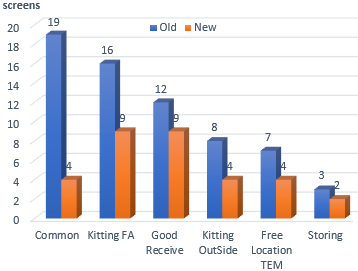 screens
Old New
20
18
16
14
12
10
8
6
4
2
0
19
4
16
9
12
9
8
4
7
4
3
2
Common
Kitting FA
Good
Receive
Kitting
OutSide
Free
Location
TEM
Storing